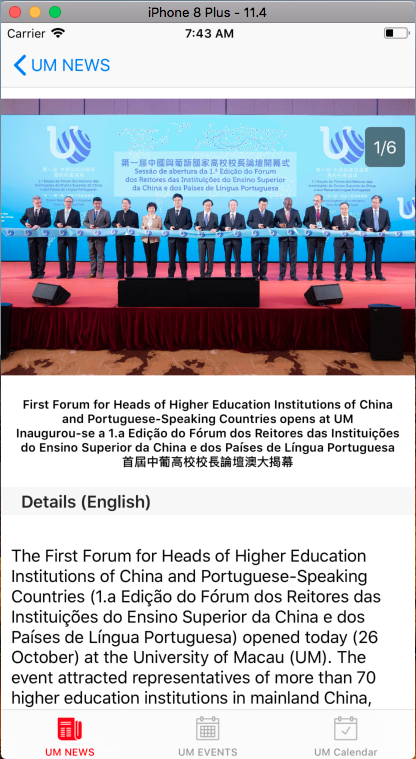 iPhone 8 Plus - 11.4
Carrier 7:43 AM
UM NEWS
1/6
第一屆中國與葡語國家高校校長論壇開幕式
Sessão de abertura da 1.ª Edição do Fórum
dos Reitores das Instituições do Ensino Superior
da China e dos Países de Língua Portuguesa
First Forum for Heads of Higher Education Institutions of China
and Portuguese-Speaking Countries opens at UM
Inaugurou-se a 1.a Edição do Fórum dos Reitores das Instituições
do Ensino Superior da China e dos Países de Língua Portuguesa
首屆中葡高校校長論壇澳大揭幕
Details (English)
The First Forum for Heads of Higher Education
Institutions of China and Portuguese-Speaking
Countries (1.a Edição do Fórum dos Reitores das
Instituições do Ensino Superior da China e dos
Países de Língua Portuguesa) opened today (26
October) at the University of Macau (UM). The
event attracted representatives of more than 70
higher education institutions in mainland China,
UM NEWS
UM EVENTS
UM Calendar